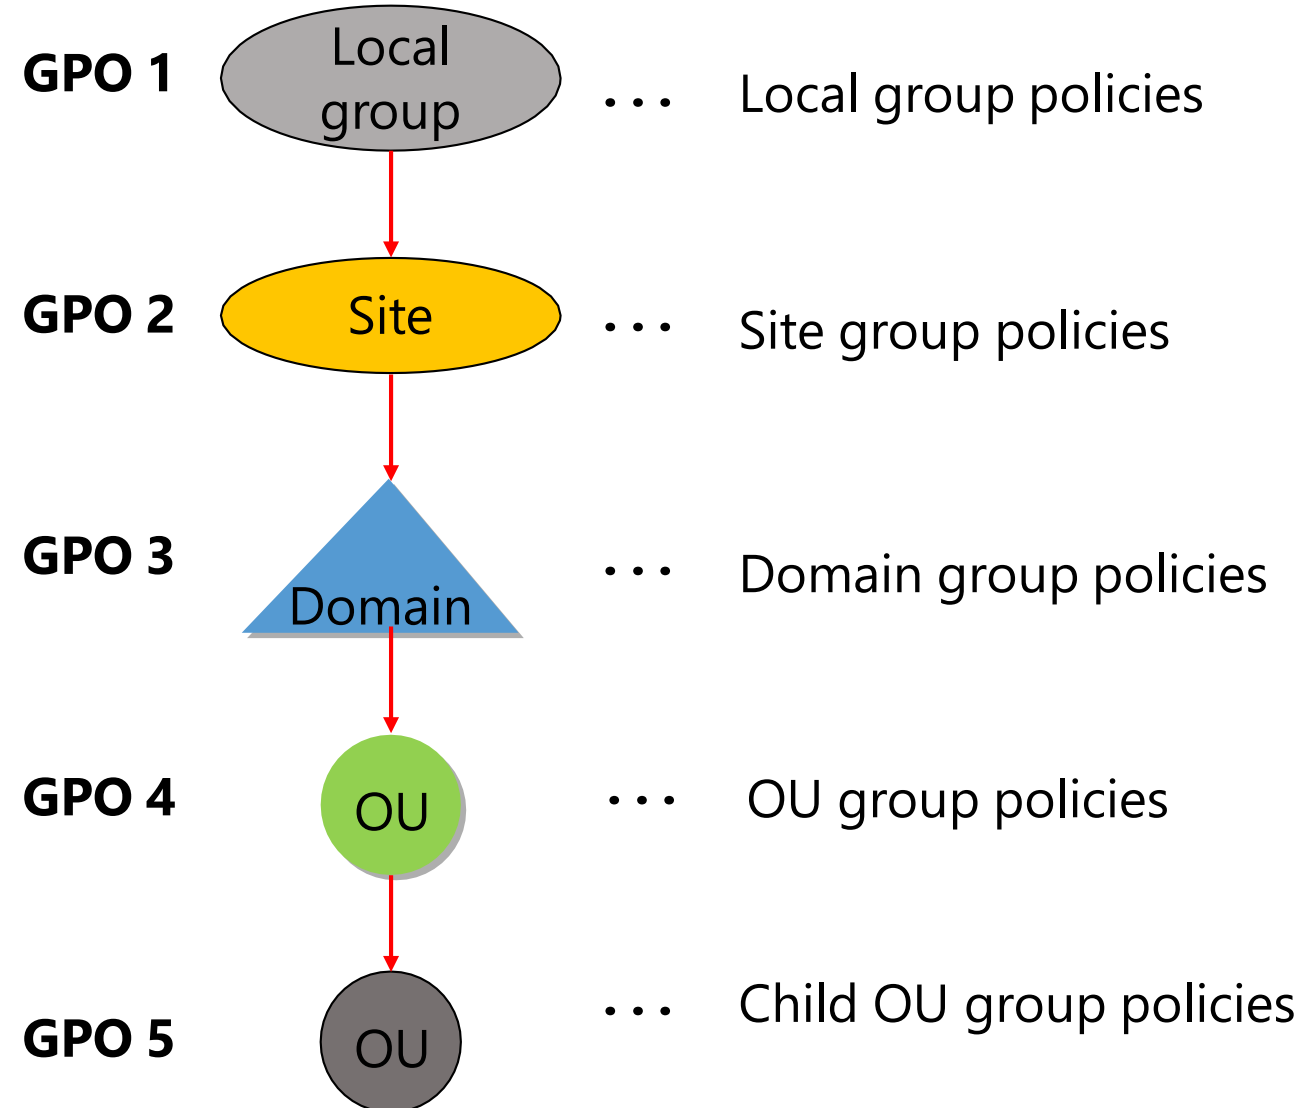 GPO 1
Local
group
... Local group policies
GPO 2
Site
... Site group policies
GPO 3
Domain
... Domain group policies
GPO 4
OU
... OU group policies
GPO 5
OU
... Child OU group policies